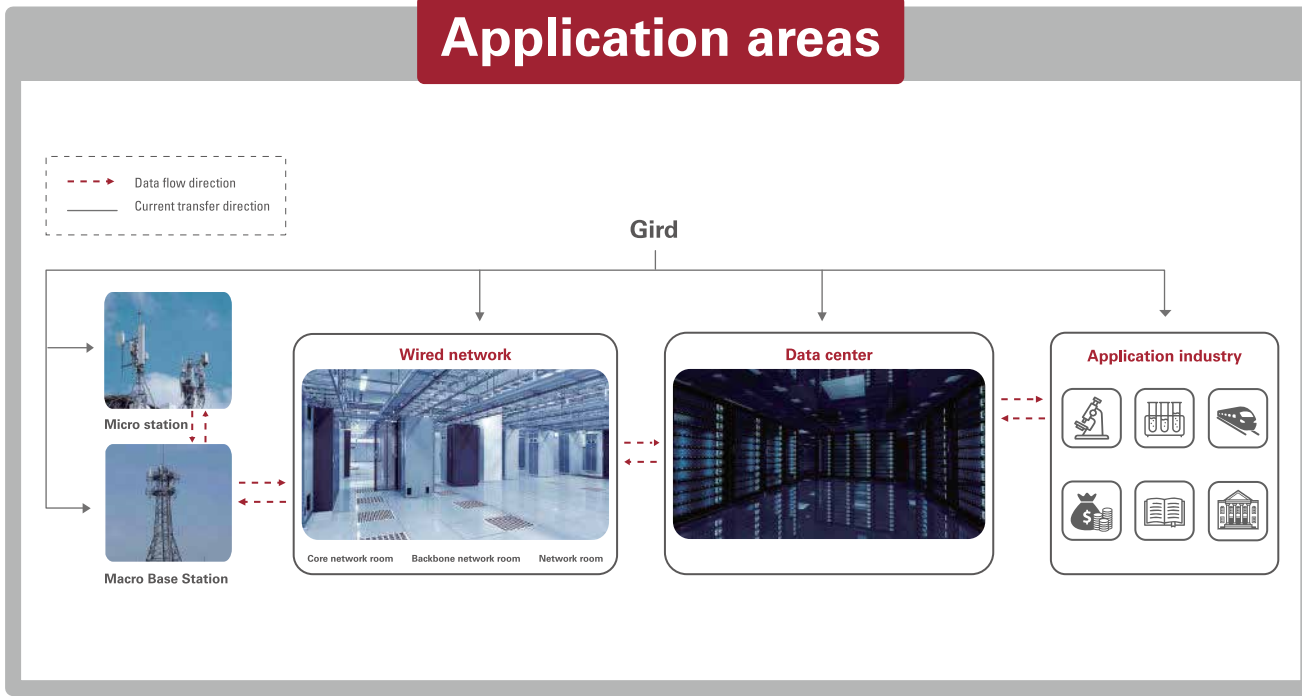 Application areas
Data flow direction
Current transfer direction
Gird
Micro station
Macro Base Station
Wired network
Core network room Backbone network room Network room
Data center
Application industry
$